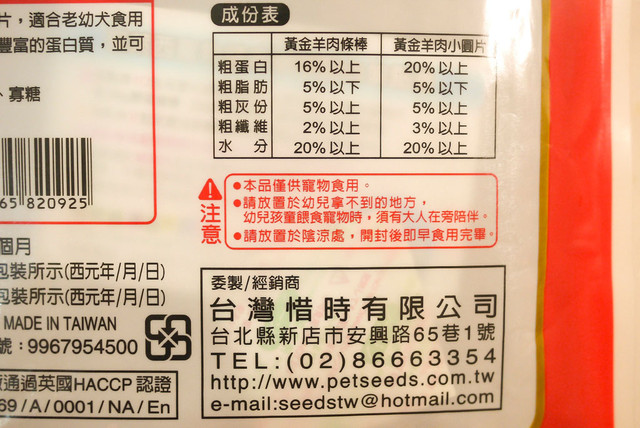 片，適合老幼犬食用
豐富的蛋白質，並可
、寡糖
65 820925
個月
包裝所示(西元年/月/日)
包裝所示(西元年/月/日)
MADE IN TAIWAN
號：9967954500
通過英國HACCP 認證
69 / A / 0001 / NA / En
成份表
黃金羊肉條棒 黃金羊肉小圓片
粗蛋白 16%以上 20%以上
粗脂肪 5%以下 5%以下
粗灰份 5%以上 5%以上
粗纖維 2%以上 3%以上
水分 20%以上 20%以上
注意
●本品僅供寵物食用。
●請放置於幼兒拿不到的地方，
幼兒孩童餵食寵物時，須有大人在旁陪伴。
●請放置於陰涼處，開封後即早食用完畢。
委製/經銷商
台灣惜時有限公司
台北縣新店市安興路65巷1號
TEL:(02)86663354
http://www.petseeds.com.tw
e-mail:seedstw@hotmail.com